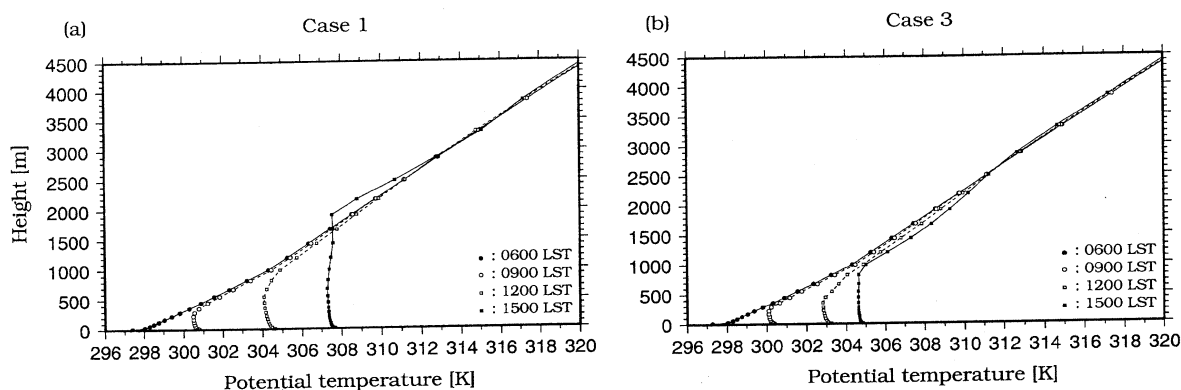 (a) Case 1
4500
4000
3500
3000
2500
2000
1500
1000
500
0
Height [m]
296 298 300 302 304 306 308 310 312 314 316 318 320
Potential temperature [K]
: 0600 LST
: 0900 LST
: 1200 LST
: 1500 LST
(b) Case 3
4500
4000
3500
3000
2500
2000
1500
1000
500
0
296 298 300 302 304 306 308 310 312 314 316 318 320
Potential temperature [K]
: 0600 LST
: 0900 LST
: 1200 LST
: 1500 LST